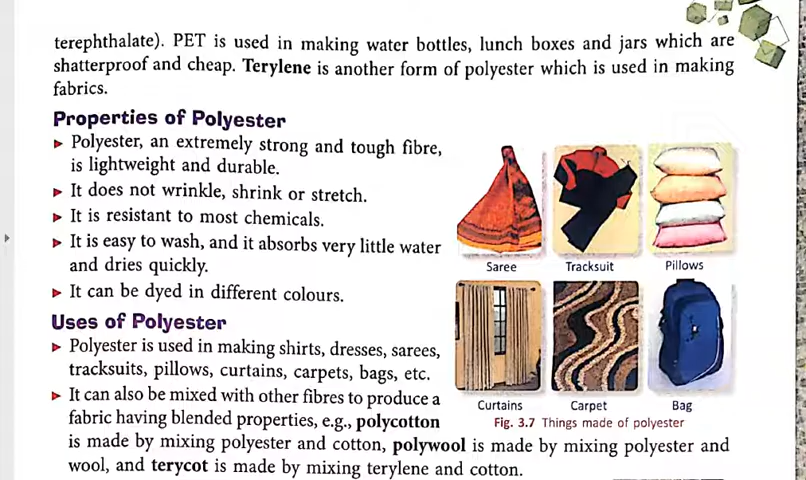 terephthalate). PET is used in making water bottles, lunch boxes and jars which are
shatterproof and cheap. Terylene is another form of polyester which is used in making
fabrics.
Properties of Polyester
▸ Polyester, an extremely strong and tough fibre,
is lightweight and durable.
▸ It does not wrinkle, shrink or stretch.
▸ It is resistant to most chemicals.
▸ It is easy to wash, and it absorbs very little water
and dries quickly.
▸ It can be dyed in different colours.
Uses of Polyester
▸ Polyester is used in making shirts, dresses, sarees,
tracksuits, pillows, curtains, carpets, bags, etc.
▸ It can also be mixed with other fibres to produce a
fabric having blended properties, e.g., polycotton
is made by mixing polyester and cotton, polywool is made by mixing polyester and
wool, and terycot is made by mixing terylene and cotton.
Saree
Tracksuit
Pillows
Curtains
Carpet
Bag
Fig. 3.7 Things made of polyester